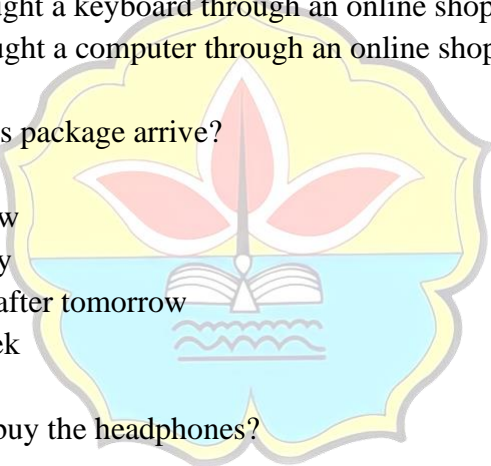 ught a keyboard through an online shop
ught a computer through an online shop
s package arrive?
w
y
after tomorrow
ek
buy the headphones?